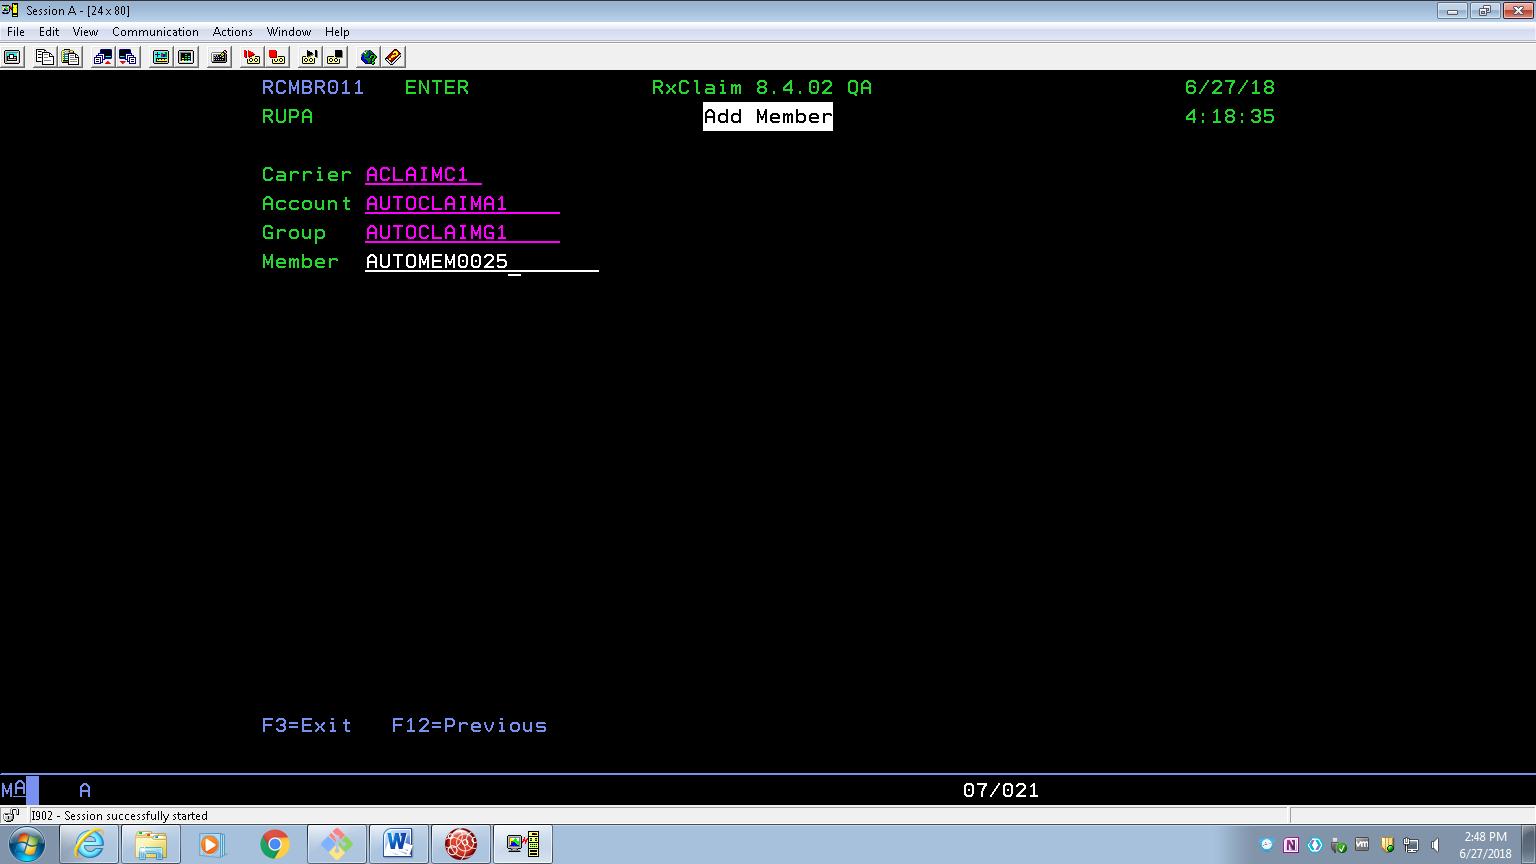 Session A - [24 x 80]
File Edit View Communication Actions Window Help
RCMBR011 ENTER RxClaim 8.4.02 QA 6/27/18
RUPA Add Member 4:18:35
Carrier ACLAIMC1
Account AUTOCLAIMA1
Group AUTOCLAIMG1
Member AUTOMEM0025
F3=Exit F12=Previous
MA A 07/021
I902 - Session successfully started
2:48 PM
6/27/2018